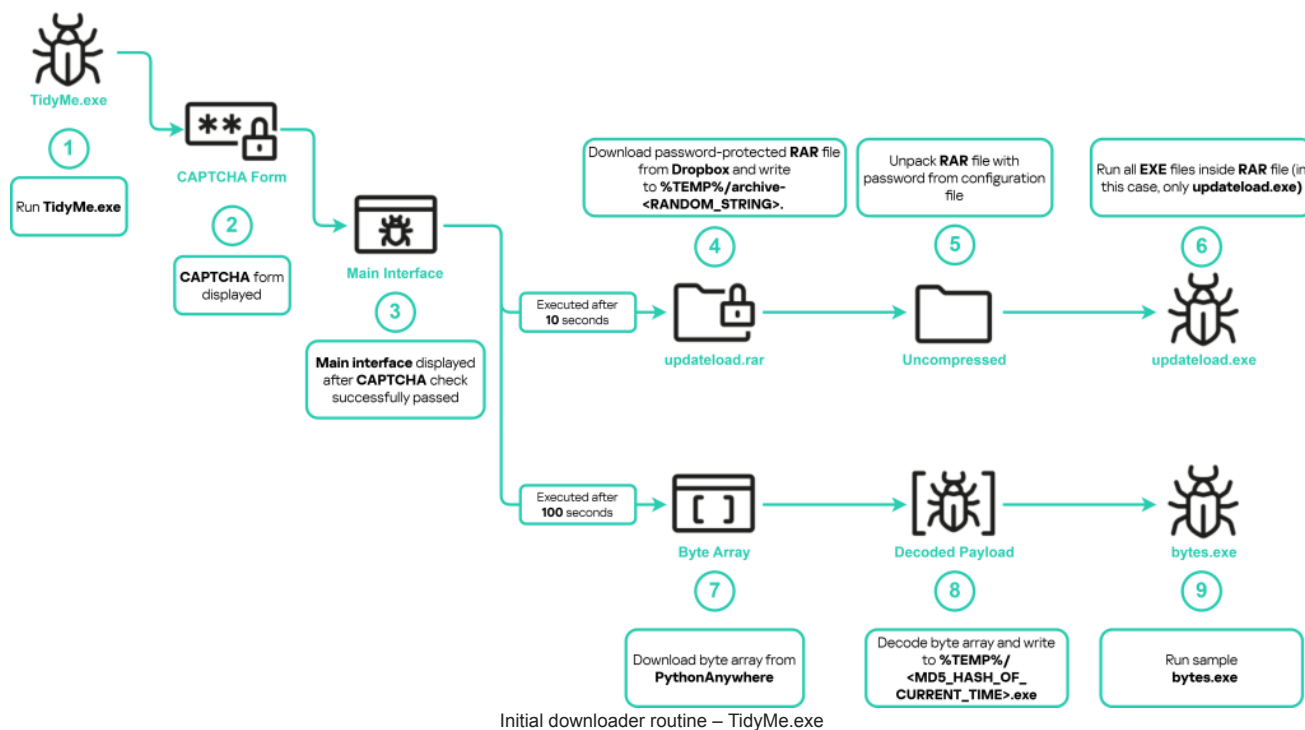 TidyMe.exe
1
Run TidyMe.exe
**
CAPTCHA Form
2
CAPTCHA form
displayed
Main Interface
3
Main interface displayed
after CAPTCHA check
successfully passed
Executed after
10 seconds
Download password-protected RAR file
from Dropbox and write
to %TEMP%/archive-
<RANDOM_STRING>.
4
updateload.rar
Unpack RAR file with
password from configuration
file
5
Uncompressed
Run all EXE files inside RAR file (in
this case, only updateload.exe)
6
updateload.exe
Executed after
100 seconds
[ ]
Byte Array
7
Download byte array from
PythonAnywhere
[ ]
Decoded Payload
8
Decode byte array and write
to %TEMP%/
<MD5_HASH_OF_
CURRENT_TIME>.exe
bytes.exe
9
Run sample
bytes.exe
Initial downloader routine – TidyMe.exe